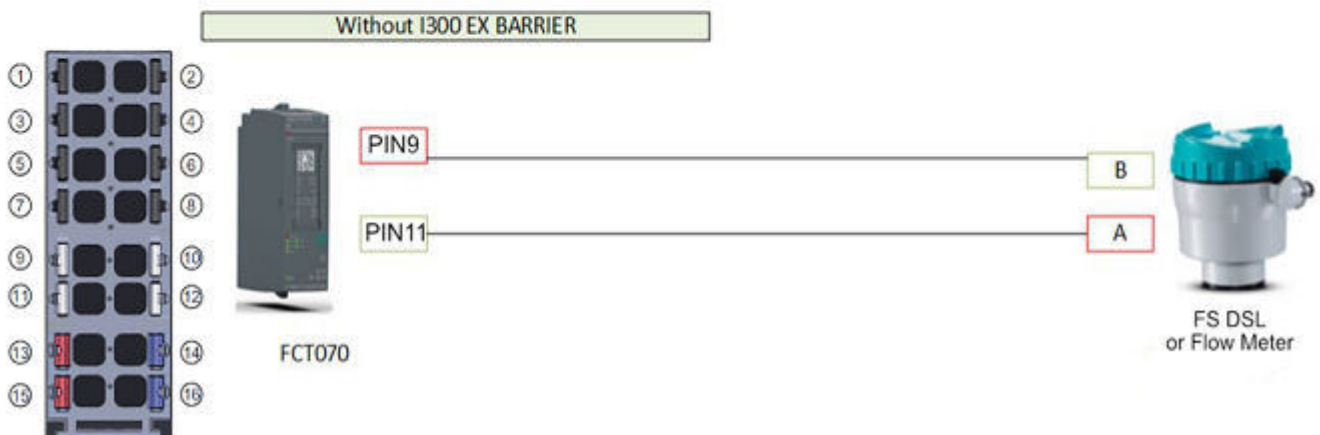 Without I300 EX BARRIER
1 2
3 4
5 6
7 8
9 10
11 12
13 14
15 16
PIN9
B
PIN11
A
FCT070
FS DSL
or Flow Meter